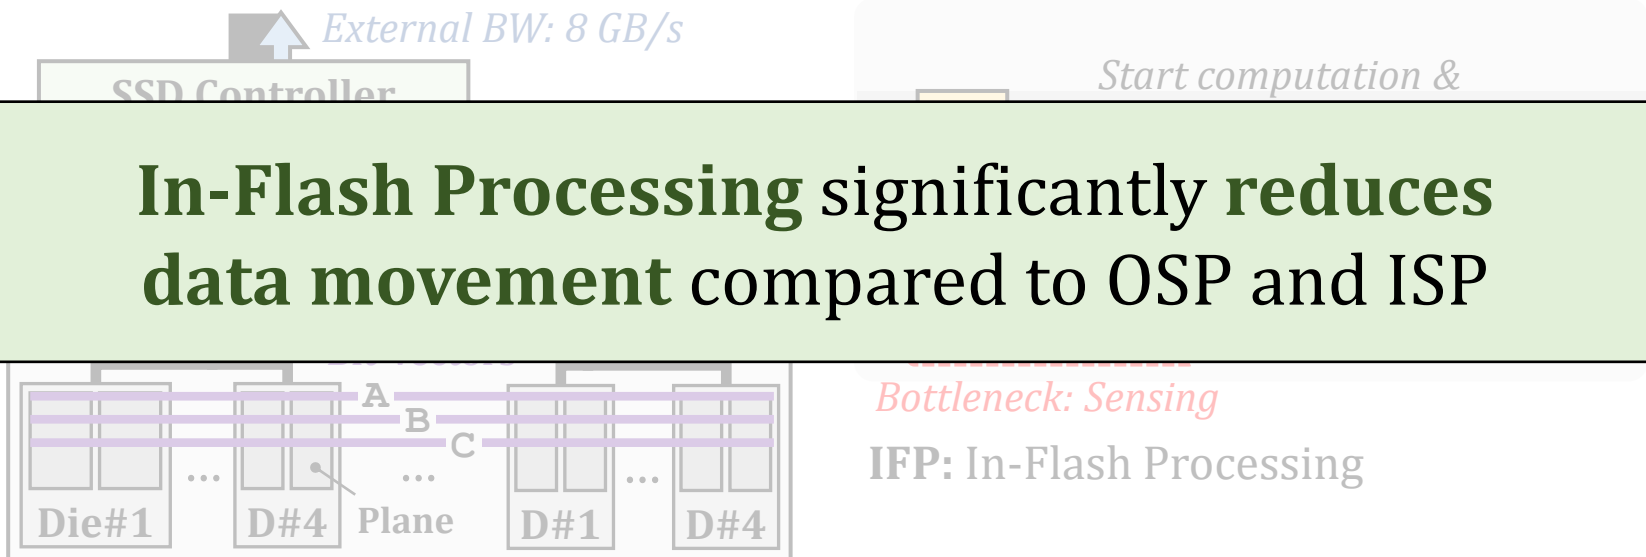 External BW: 8 GB/s
SSD Controller
Start computation &
In-Flash Processing significantly reduces
data movement compared to OSP and ISP
A
B
C
Bottleneck: Sensing
IFP: In-Flash Processing
... ... ...
Die#1 D#4 Plane D#1 D#4